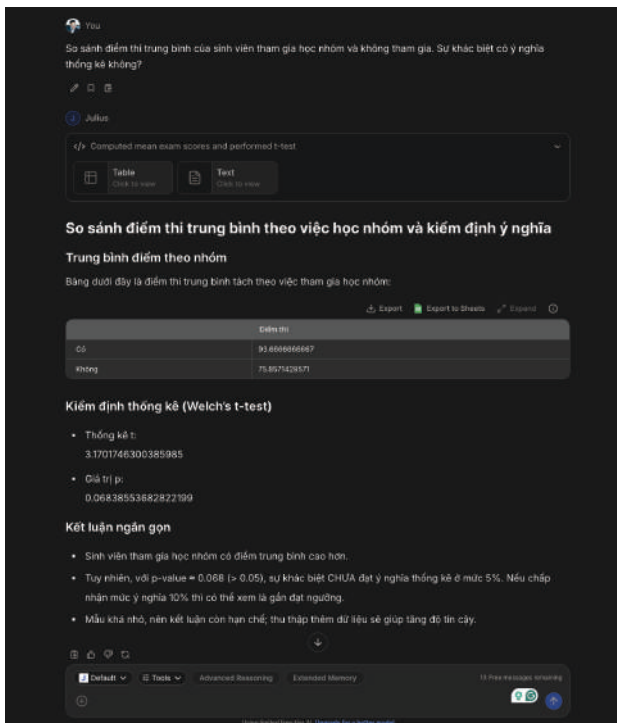 You
So sánh điểm thi trung bình của sinh viên tham gia học nhóm và không tham gia. Sự khác biệt có ý nghĩa
thống kê không?
Julius
</> Computed mean exam scores and performed t-test
Table
Click to view
Text
Click to view
So sánh điểm thi trung bình theo việc học nhóm và kiểm định ý nghĩa
Trung bình điểm theo nhóm
Bảng dưới đây là điểm thi trung bình tách theo việc tham gia học nhóm:
Export Export to Sheets Expand
Điểm thi
Có 93.6666666667
Không 75.8571428571
Kiểm định thống kê (Welch's t-test)
• Thống kê t:
3.1701746300385985
• Giá trị p:
0.06838553682822199
Kết luận ngắn gọn
• Sinh viên tham gia học nhóm có điểm trung bình cao hơn.
• Tuy nhiên, với p-value ≈ 0.068 (> 0.05), sự khác biệt CHƯA đạt ý nghĩa thống kê ở mức 5%. Nếu chấp
nhận mức ý nghĩa 10% thì có thể xem là gần đạt ngưỡng.
• Mẫu khá nhỏ, nên kết luận còn hạn chế; thu thập thêm dữ liệu sẽ giúp tăng độ tin cậy.
Default Tools Advanced Reasoning Extended Memory
Free messages remaining